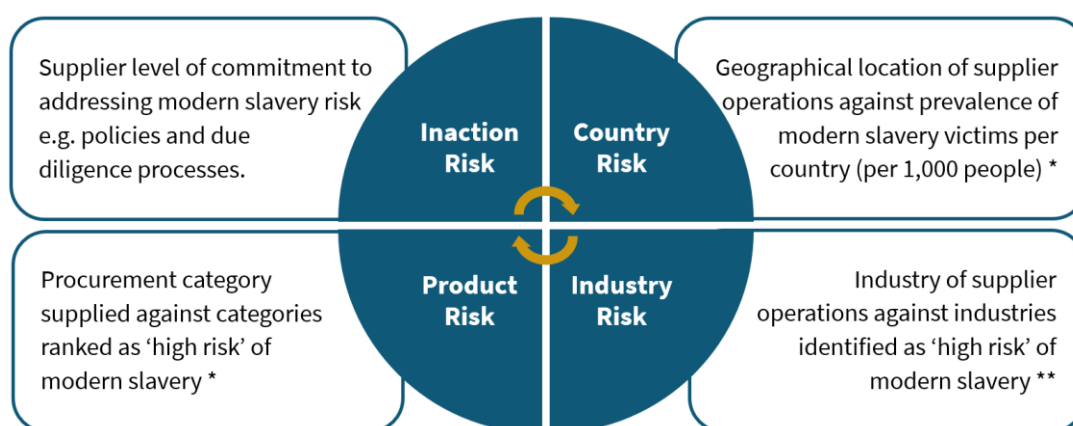 Supplier level of commitment to
addressing modern slavery risk
e.g. policies and due
diligence processes.
Inaction
Risk
Country
Risk
Geographical location of supplier
operations against prevalence of
modern slavery victims per
country (per 1,000 people) *
Procurement category
supplied against categories
ranked as ‘high risk’ of
modern slavery *
Product
Risk
Industry
Risk
Industry of supplier
operations against industries
identified as ‘high risk’ of
modern slavery **